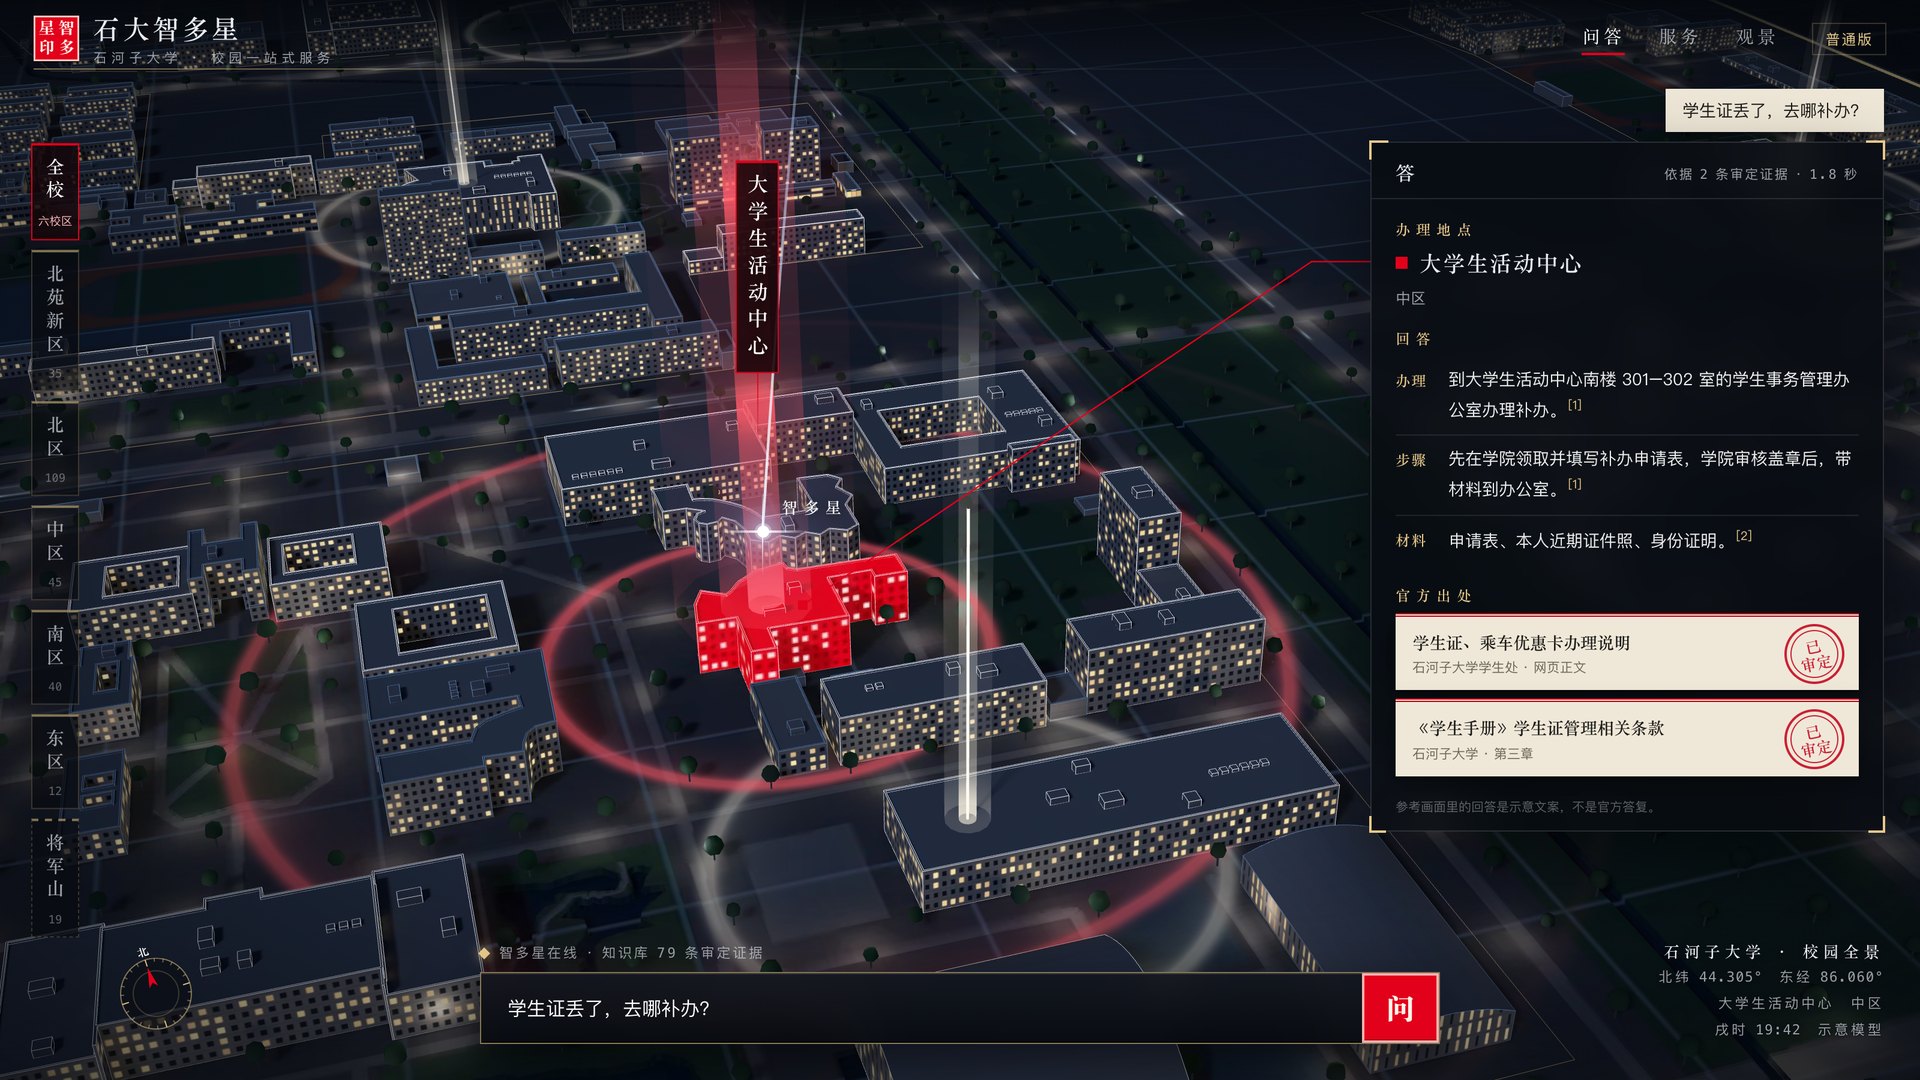 星智
印多
石大智多星
石河子大学 · 校园一站式服务
问答
服务
观景
普通版
学生证丢了，去哪补办？
全校
六校区
北苑新区
35
北区
109
中区
45
南区
40
东区
12
将军山
19
大学生活动中心
智多星
答
依据 2 条审定证据 · 1.8 秒
办理地点
大学生活动中心
中区
回答
办理
到大学生活动中心南楼 301—302 室的学生事务管理办
公室办理补办。[1]
步骤
先在学院领取并填写补办申请表，学院审核盖章后，带
材料到办公室。[1]
材料
申请表、本人近期证件照、身份证明。[2]
官方出处
学生证、乘车优惠卡办理说明
石河子大学学生处 · 网页正文
已
审定
《学生手册》学生证管理相关条款
石河子大学 · 第三章
已
审定
参考画面里的回答是示意文案，不是官方答复。
北
智多星在线 · 知识库 79 条审定证据
学生证丢了，去哪补办？
问
石河子大学 · 校园全景
北纬 44.305° 东经 86.060°
大学生活动中心 中区
戌时 19:42 示意模型